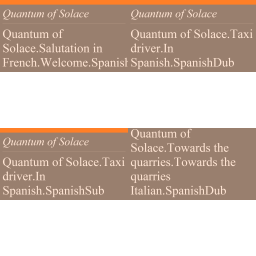 Quantum of Solace
Quantum of
Solace.Salutation in
French.Welcome.Spanish
Quantum of Solace
Quantum of Solace.Taxi
driver.In
Spanish.SpanishDub
Quantum of Solace
Quantum of Solace.Taxi
driver.In
Spanish.SpanishSub
Quantum of
Solace.Towards the
quarries.Towards the
quarries
Italian.SpanishDub